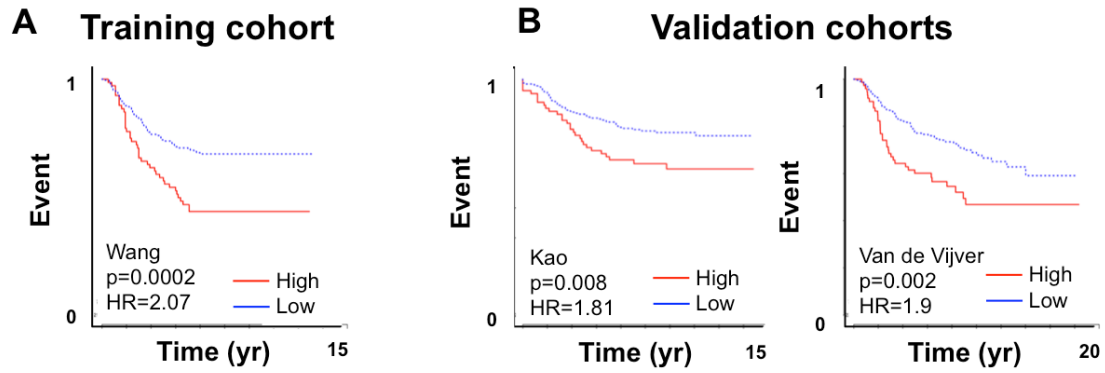 A Training cohort
B Validation cohorts
1
Event
Wang
p=0.0002
HR=2.07
High
Low
0
Time (yr)
15
1
Event
Kao
p=0.008
HR=1.81
High
Low
0
Time (yr)
15
1
Event
Van de Vijver
p=0.002
HR=1.9
High
Low
0
Time (yr)
20